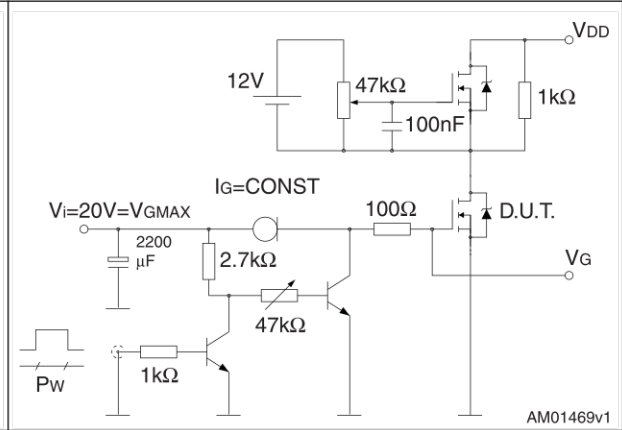 VDD
12V
47kΩ
1kΩ
100nF
IG=CONST
Vi=20V=VGMAX
100Ω
D.U.T.
2200
μF
2.7kΩ
VG
47kΩ
1kΩ
PW
AM01469v1